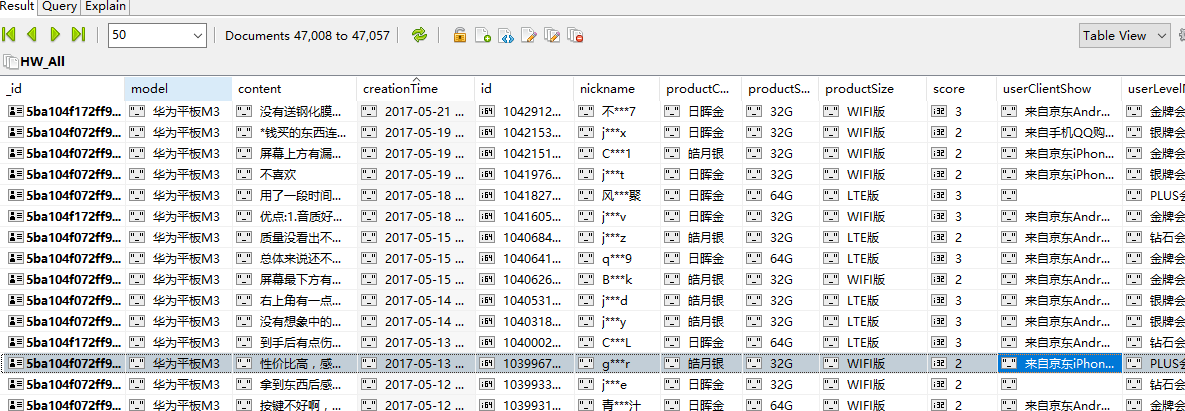 Result Query Explain
50 Documents 47,008 to 47,057 Table View
HW_All
_id model content creationTime id nickname productC... productS... productSize score userClientShow userLevelN
5ba104f172ff9... 华为平板M3 没有送钢化膜... 2017-05-21 ... 1042912... 不***7 日晖金 32G WIFI版 3 来自京东Andr... 金牌会
5ba104f072ff9... 华为平板M3 *钱买的东西连... 2017-05-19 ... 1042153... j***x 日晖金 32G WIFI版 2 来自手机QQ购... 银牌会
5ba104f072ff9... 华为平板M3 屏幕上方有漏... 2017-05-19 ... 1042151... C***1 皓月银 32G WIFI版 2 来自京东iPhon... 金牌会
5ba104f072ff9... 华为平板M3 不喜欢 2017-05-19 ... 1041976... j***t 日晖金 32G WIFI版 2 来自京东iPhon... 银牌会
5ba104f072ff9... 华为平板M3 用了一段时间... 2017-05-18 ... 1041827... 风***聚 日晖金 64G LTE版 3 PLUS会
5ba104f172ff9... 华为平板M3 优点:1.音质好... 2017-05-18 ... 1041605... j***v 日晖金 32G WIFI版 2 来自京东Andr... 金牌会
5ba104f072ff9... 华为平板M3 质量没看出不... 2017-05-15 ... 1040684... j***z 皓月银 32G LTE版 2 来自京东Andr... 钻石会
5ba104f072ff9... 华为平板M3 总体来说还不... 2017-05-15 ... 1040641... q***9 日晖金 64G LTE版 3 来自京东Andr... 金牌会
5ba104f072ff9... 华为平板M3 屏幕最下方有... 2017-05-15 ... 1040626... B***k 皓月银 32G WIFI版 2 来自京东Andr... 金牌会
5ba104f072ff9... 华为平板M3 右上角有一点... 2017-05-15 ... 1040531... j***d 皓月银 32G LTE版 3 来自京东Andr... 银牌会
5ba104f072ff9... 华为平板M3 没有想象中的... 2017-05-14 ... 1040318... j***y 皓月银 32G LTE版 3 来自京东Andr... 金牌会
5ba104f072ff9... 华为平板M3 到手后有点伤... 2017-05-13 ... 1040002... C***L 日晖金 64G LTE版 3 来自京东Andr... 钻石会
5ba104f072ff9... 华为平板M3 性价比高，感... 2017-05-13 ... 1039967... g***r 皓月银 32G WIFI版 2 来自京东iPhon... PLUS会
5ba104f072ff9... 华为平板M3 拿到东西后感... 2017-05-12 ... 1039933... j***e 日晖金 32G WIFI版 2 钻石会
5ba104f072ff9... 华为平板M3 按键不好啊，... 2017-05-12 ... 1039899... 青***汁 日晖金 64G WIFI版 2 来自京东Andr... 金牌会